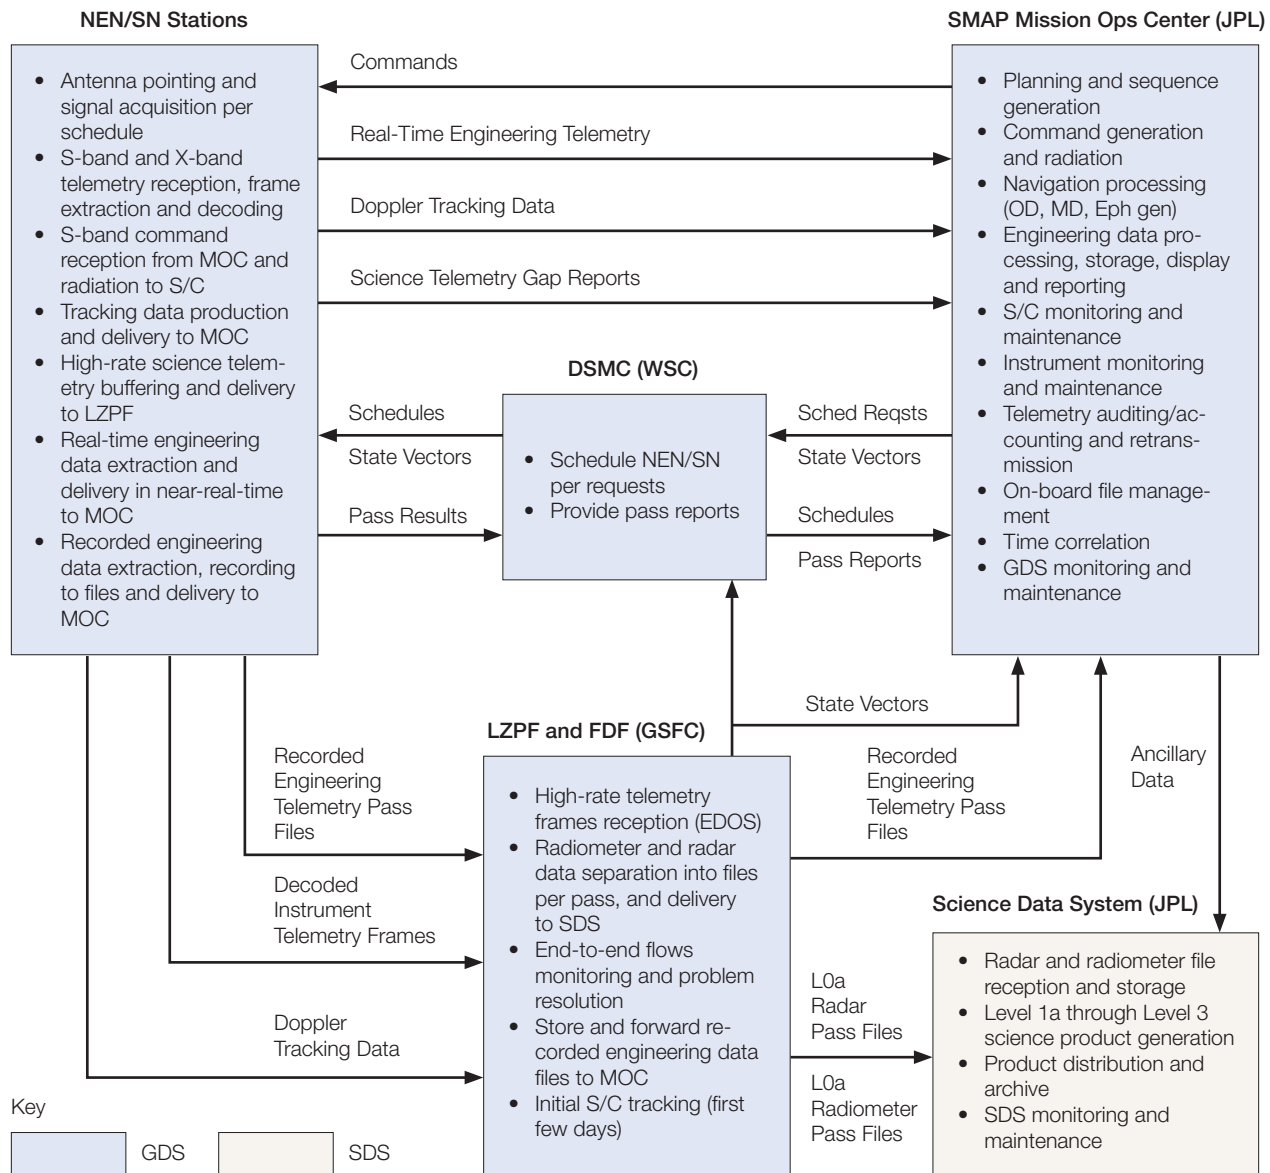 NEN/SN Stations
• Antenna pointing and
signal acquisition per
schedule
• S-band and X-band
telemetry reception, frame
extraction and decoding
• S-band command
reception from MOC and
radiation to S/C
• Tracking data production
and delivery to MOC
• High-rate science telem-
etry buffering and delivery
to LZPF
• Real-time engineering
data extraction and
delivery in near-real-time
to MOC
• Recorded engineering
data extraction, recording
to files and delivery to
MOC
Commands
Real-Time Engineering Telemetry
Doppler Tracking Data
Science Telemetry Gap Reports
SMAP Mission Ops Center (JPL)
• Planning and sequence
generation
• Command generation
and radiation
• Navigation processing
(OD, MD, Eph gen)
• Engineering data pro-
cessing, storage, display
and reporting
• S/C monitoring and
maintenance
• Instrument monitoring
and maintenance
• Telemetry auditing/ac-
counting and retrans-
mission
• On-board file manage-
ment
• Time correlation
• GDS monitoring and
maintenance
Schedules
State Vectors
Pass Results
DSMC (WSC)
• Schedule NEN/SN
per requests
• Provide pass reports
Sched Reqsts
State Vectors
Schedules
Pass Reports
State Vectors
Recorded
Engineering
Telemetry Pass
Files
Decoded
Instrument
Telemetry Frames
Doppler
Tracking Data
LZPF and FDF (GSFC)
• High-rate telemetry
frames reception (EDOS)
• Radiometer and radar
data separation into files
per pass, and delivery
to SDS
• End-to-end flows
monitoring and problem
resolution
• Store and forward re-
corded engineering data
files to MOC
• Initial S/C tracking (first
few days)
Recorded
Engineering
Telemetry Pass
Files
Ancillary
Data
L0a
Radar
Pass Files
L0a
Radiometer
Pass Files
Science Data System (JPL)
• Radar and radiometer file
reception and storage
• Level 1a through Level 3
science product generation
• Product distribution and
archive
• SDS monitoring and
maintenance
Key
GDS
SDS